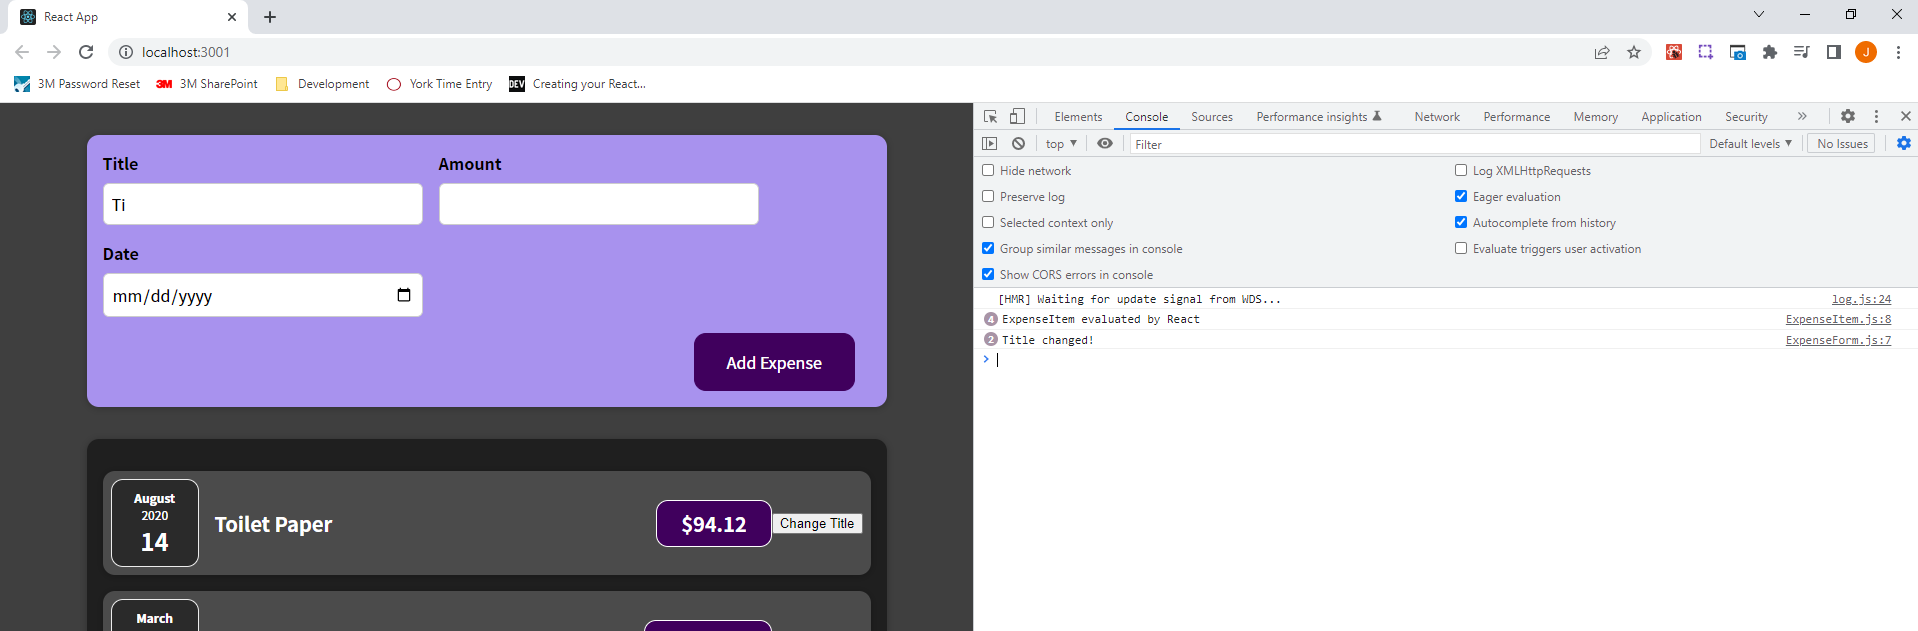 React App
localhost:3001
J
3M Password Reset 3M 3M SharePoint Development York Time Entry DEV Creating your React...
Title Amount
Ti
Date
mm/dd/yyyy
Add Expense
August
2020
14
Toilet Paper
$94.12
Change Title
March
Elements Console Sources Performance insights Network Performance Memory Application Security
top Filter Default levels No Issues
Hide network Log XMLHttpRequests
Preserve log Eager evaluation
Selected context only Autocomplete from history
Group similar messages in console Evaluate triggers user activation
Show CORS errors in console
[HMR] Waiting for update signal from WDS... log.js:24
4 ExpenseItem evaluated by React ExpenseItem.js:8
2 Title changed! ExpenseForm.js:7